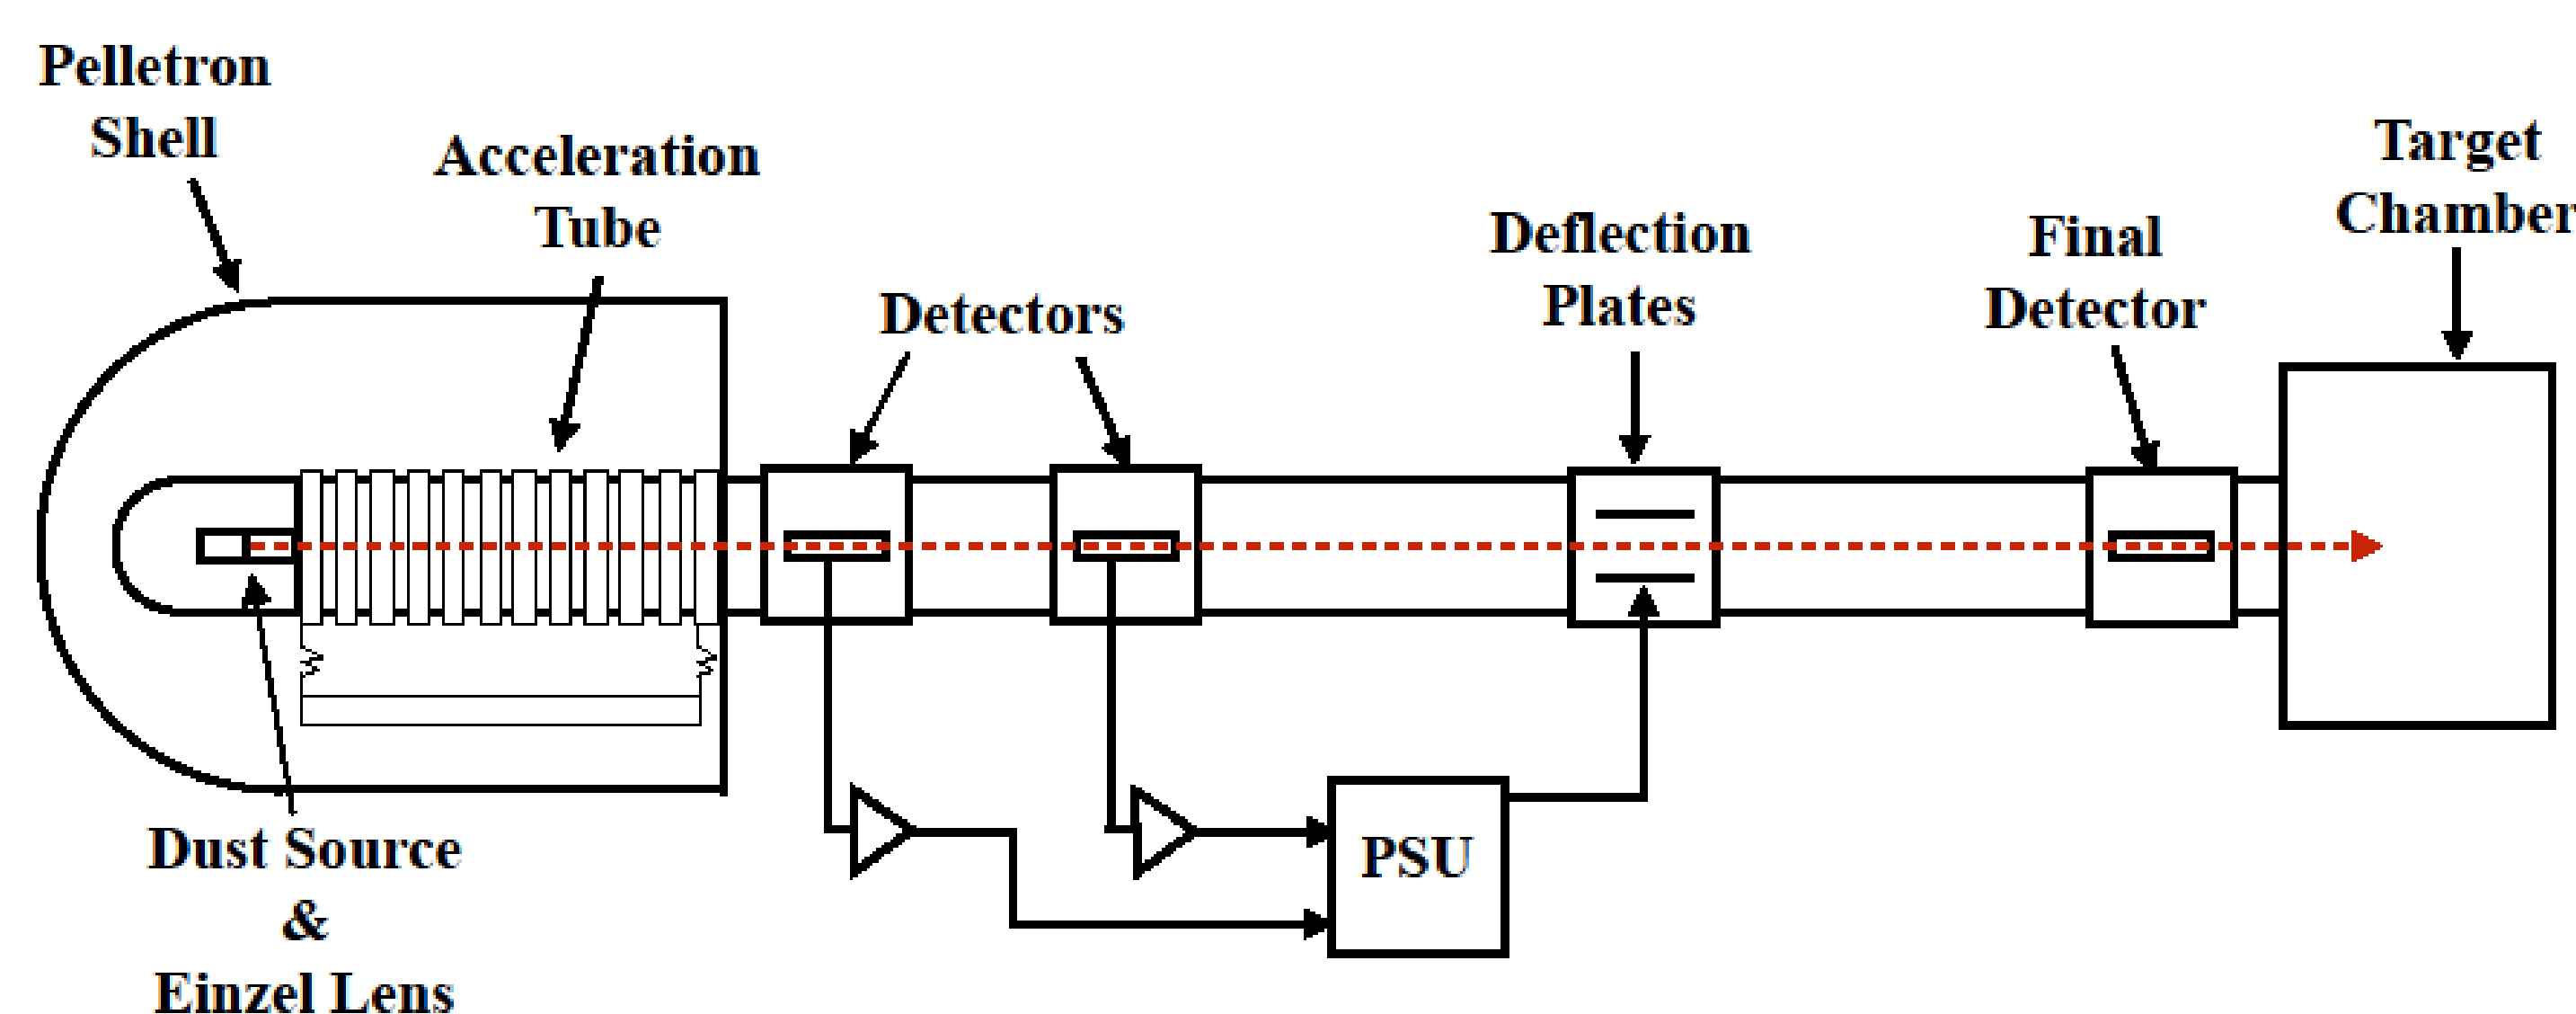 Pelletron
Shell
Acceleration
Tube
Detectors
Deflection
Plates
Final
Detector
Target
Chamber
PSU
Dust Source
&
Einzel Lens